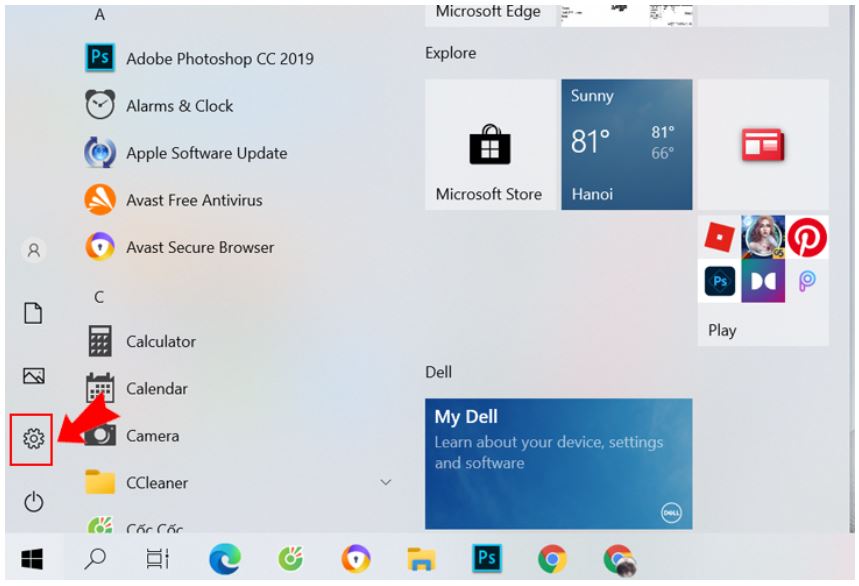 A
Adobe Photoshop CC 2019
Alarms & Clock
Apple Software Update
Avast Free Antivirus
Avast Secure Browser
C
Calculator
Calendar
Camera
CCleaner
Cốc Cốc
Microsoft Edge
Explore
Microsoft Store
Sunny
81°
81°
66°
Hanoi
Play
Dell
My Dell
Learn about your device, settings
and software
DELL
Ps
Ps
Ps